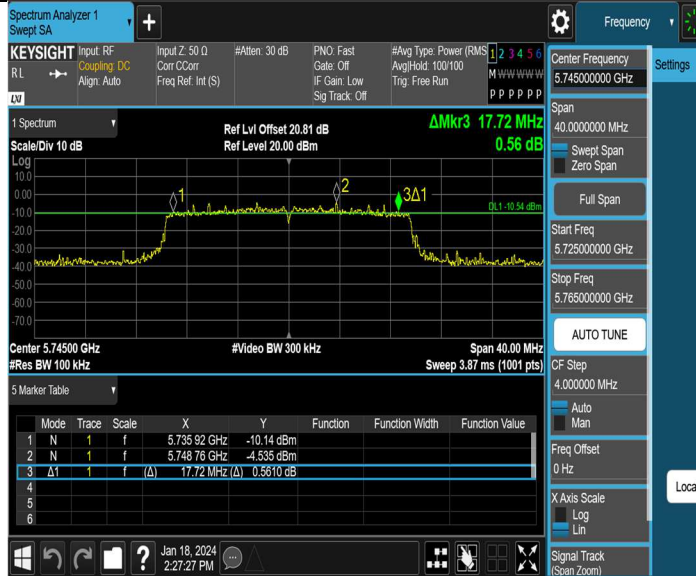 Spectrum Analyzer 1
Swept SA
+
Frequency
KEYSIGHT
RL
LXI
Input: RF
Coupling: DC
Align: Auto
Input Z: 50 Ω
Corr CCorr
Freq Ref: Int (S)
#Atten: 30 dB
PNO: Fast
Gate: Off
IF Gain: Low
Sig Track: Off
#Avg Type: Power (RMS
Avg|Hold: 100/100
Trig: Free Run
1 2 3 4 5 6
M W W W W W
P P P P P P
Center Frequency
5.745000000 GHz
Settings
Span
40.0000000 MHz
Swept Span
Zero Span
Full Span
Start Freq
5.725000000 GHz
Stop Freq
5.765000000 GHz
AUTO TUNE
CF Step
4.000000 MHz
Auto
Man
Freq Offset
0 Hz
X Axis Scale
Log
Lin
Signal Track
(Span Zoom)
Loca
1 Spectrum
Scale/Div 10 dB
Ref Lvl Offset 20.81 dB
Ref Level 20.00 dBm
ΔMkr3 17.72 MHz
0.56 dB
Log
10.0
0.00
-10.0
-20.0
-30.0
-40.0
-50.0
-60.0
-70.0
1
2
3Δ1
DL1 -10.54 dBm
Center 5.74500 GHz
#Res BW 100 kHz
#Video BW 300 kHz
Span 40.00 MHz
Sweep 3.87 ms (1001 pts)
5 Marker Table
Mode Trace Scale X Y Function Function Width Function Value
1 N 1 f 5.735 92 GHz -10.14 dBm
2 N 1 f 5.748 76 GHz -4.535 dBm
3 Δ1 1 f (Δ) 17.72 MHz (Δ) 0.5610 dB
4
5
6
?
Jan 18, 2024
2:27:27 PM